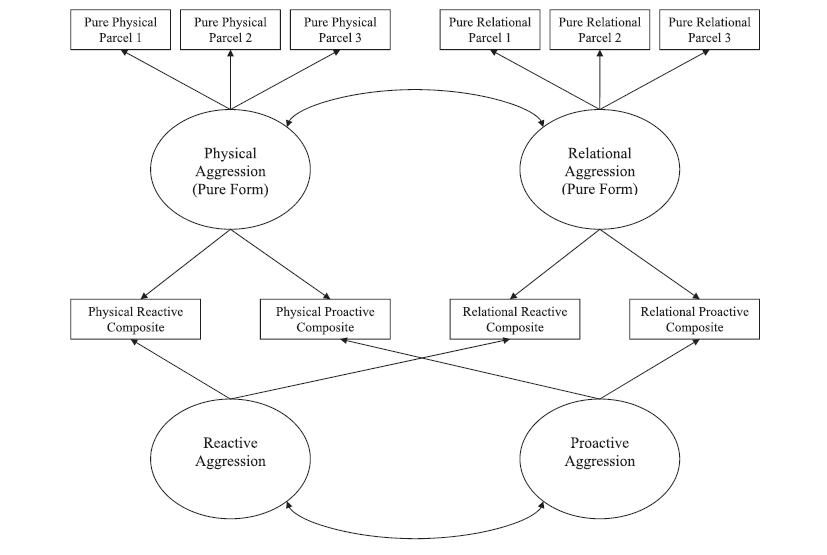 Pure Physical
Parcel 1
Pure Physical
Parcel 2
Pure Physical
Parcel 3
Pure Relational
Parcel 1
Pure Relational
Parcel 2
Pure Relational
Parcel 3
Physical
Aggression
(Pure Form)
Relational
Aggression
(Pure Form)
Physical Reactive
Composite
Physical Proactive
Composite
Relational Reactive
Composite
Relational Proactive
Composite
Reactive
Aggression
Proactive
Aggression